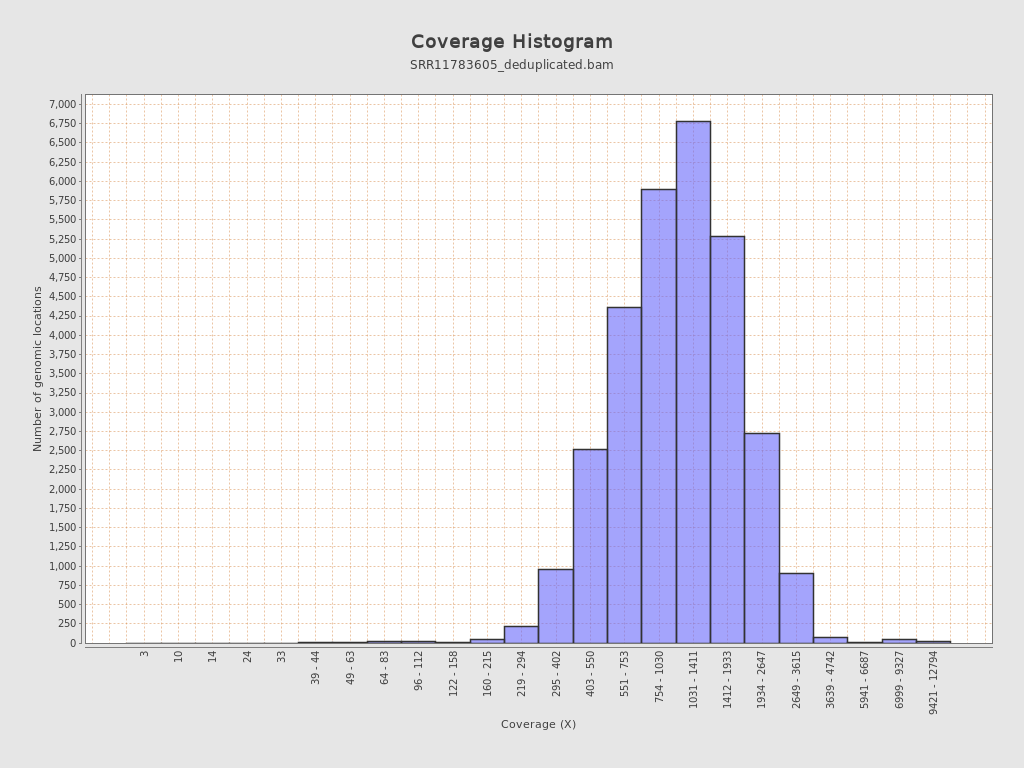 Coverage Histogram
SRR11783605_deduplicated.bam
Number of genomic locations
7,000
6,750
6,500
6,250
6,000
5,750
5,500
5,250
5,000
4,750
4,500
4,250
4,000
3,750
3,500
3,250
3,000
2,750
2,500
2,250
2,000
1,750
1,500
1,250
1,000
750
500
250
0
3
10
14
24
33
39 - 44
49 - 63
64 - 83
96 - 112
122 - 158
160 - 215
219 - 294
295 - 402
403 - 550
551 - 753
754 - 1030
1031 - 1411
1412 - 1933
1934 - 2647
2649 - 3615
3639 - 4742
5941 - 6687
6999 - 9327
9421 - 12794
Coverage (X)